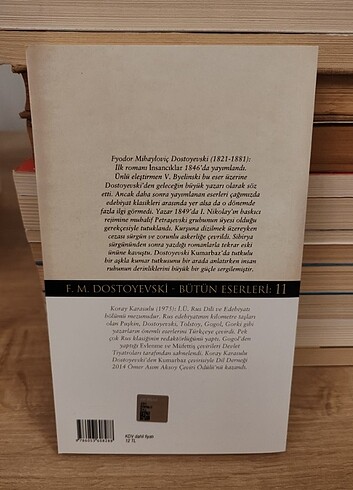 Fyodor Mihayloviç Dostoyevski (1821-1881):
İlk romanı İnsancıklar 1846'da yayımlandı.
Ünlü eleştirmen V. Byelinski bu eser üzerine
Dostoyevski'den geleceğin büyük yazarı olarak söz
etti. Ancak daha sonra yayımlanan eserleri çağımızda
edebiyat klasikleri arasında yer alsa da o dönemde
fazla ilgi görmedi. Yazar 1849'da I. Nikolay'ın baskıcı
rejimine muhalif Petraşevski grubunun üyesi olduğu
gerekçesiyle tutuklandı. Kurşuna dizilmek üzereyken
cezası sürgün ve zorunlu askerliğe çevrildi. Sibirya
sürgününden sonra yazdığı romanlarla tekrar eski
ününe kavuştu. Dostoyevski Kumarbaz'da tutkulu
bir aşkla kumar tutkusunu bir arada anlatırken insan
ruhunun derinliklerini büyük bir güçle sergilemiştir.
F. M. DOSTOYEVSKİ - BÜTÜN ESERLERİ: 11
Koray Karasulu (1973): İ.Ü. Rus Dili ve Edebiyatı
bölümü mezunudur. Rus edebiyatının kilometre taşları
olan Puşkin, Dostoyevski, Tolstoy, Gogol, Gorki gibi
yazarların önemli eserlerini Türkçeye çevirdi. Pek
çok Rus klasiğinin redaktörlüğünü yaptı. Gogol'den
yaptığı Evlenme ve Müfettiş çevirileri Devlet
Tiyatroları tarafından sahnelendi. Koray Karasulu
Dostoyevski'den Kumarbaz çevirisiyle Dil Derneği
2014 Ömer Asım Aksoy Çeviri Ödülü'nü kazandı.
KDV dahil fiyatı
12 TL